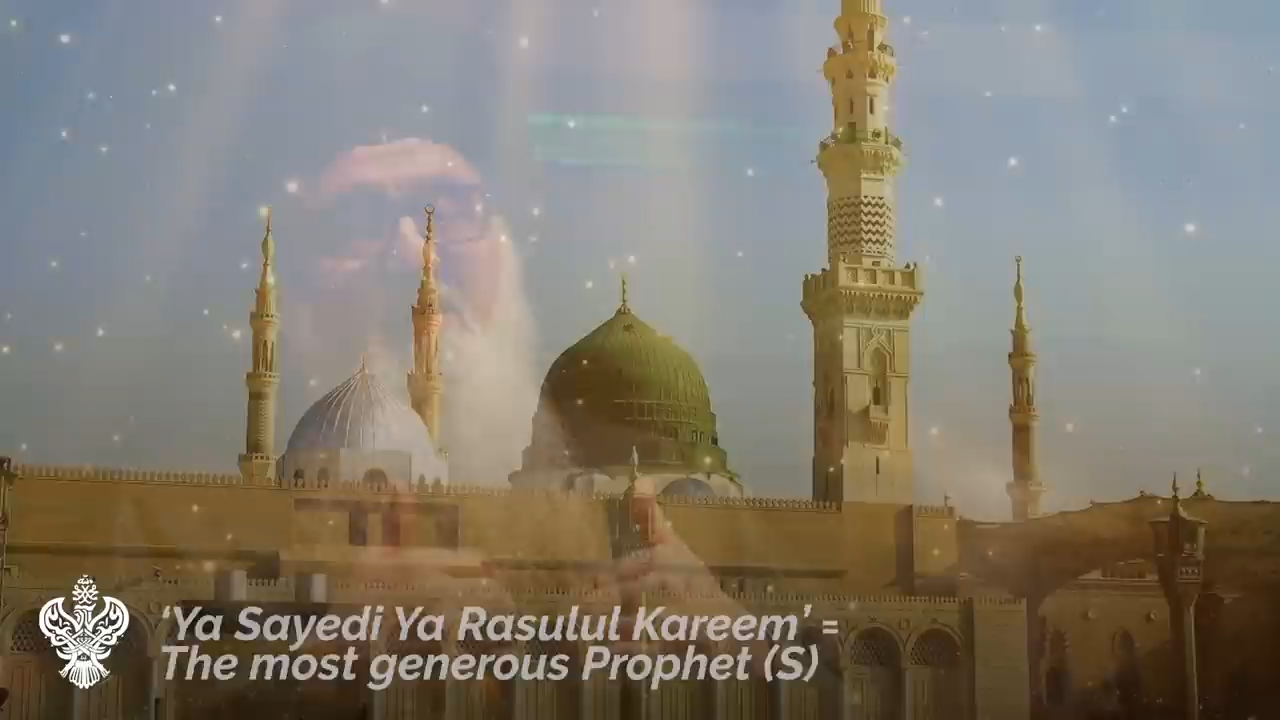 ‘Ya Sayedi Ya Rasulul Kareem’ =
The most generous Prophet (S)